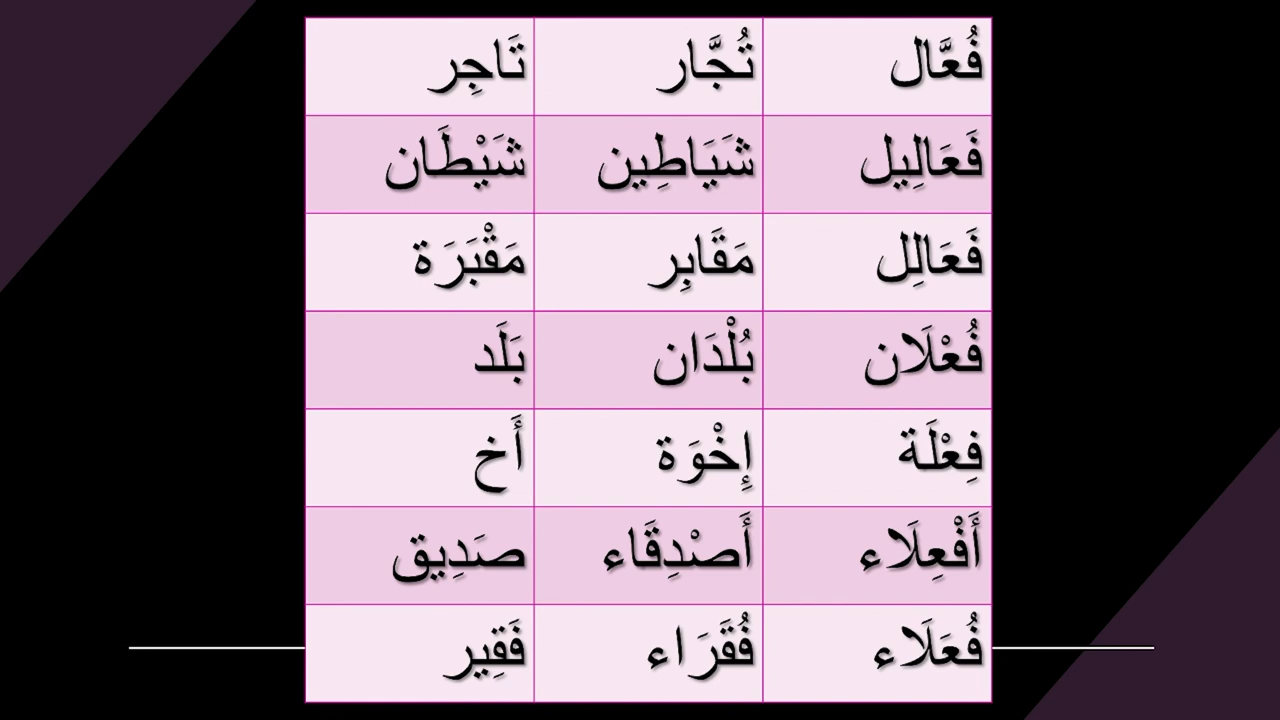 فُعَّال تُجَّار تَاجِر
فَعَالِيل شَيَاطِين شَيْطَان
فَعَالِل مَقَابِر مَقْبَرَة
فُعْلَان بُلْدَان بَلَد
فِعْلَة إِخْوَة أَخ
أَفْعِلَاء أَصْدِقَاء صَدِيق
فُعَلَاء فُقَرَاء فَقِير